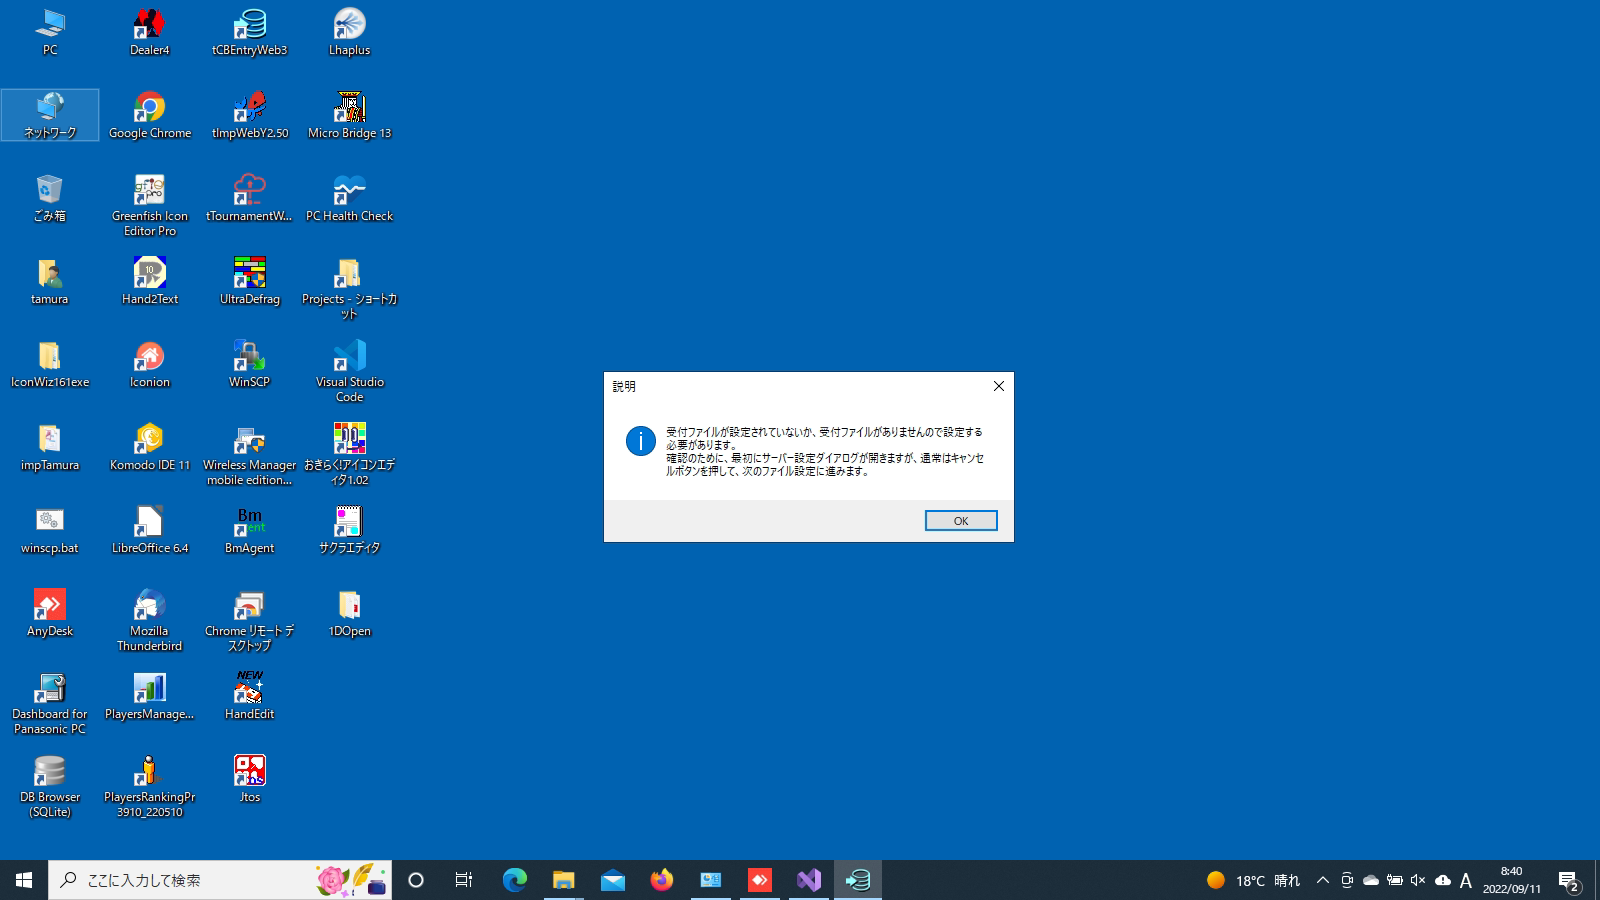 PC
ネットワーク
ごみ箱
tamura
IconWiz161exe
impTamura
winscp.bat
AnyDesk
Dashboard for
Panasonic PC
DB Browser
(SQLite)
Dealer4
Google Chrome
gfig
pro
Greenfish Icon
Editor Pro
10
Hand2Text
Iconion
Komodo IDE 11
LibreOffice 6.4
Mozilla
Thunderbird
PlayersManage...
PlayersRankingPr
3910_220510
tCBEntryWeb3
tImpWebY2.50
tTournamentW...
UltraDefrag
WinSCP
Wireless Manager
mobile edition...
Bm
ent
BmAgent
Chrome リモート デ
スクトップ
NEW
HandEdit
Jtos
Lhaplus
Micro Bridge 13
PC Health Check
Projects - ショートカ
ット
Visual Studio
Code
おきらく!アイコンエデ
ィタ1.02
サクラエディタ
1DOpen
説明
受付ファイルが設定されていないか、受付ファイルがありませんので設定する
必要があります。
確認のために、最初にサーバー設定ダイアログが開きますが、通常はキャンセ
ルボタンを押して、次のファイル設定に進みます。
OK
ここに入力して検索
18°C 晴れ
A
8:40
2022/09/11
2